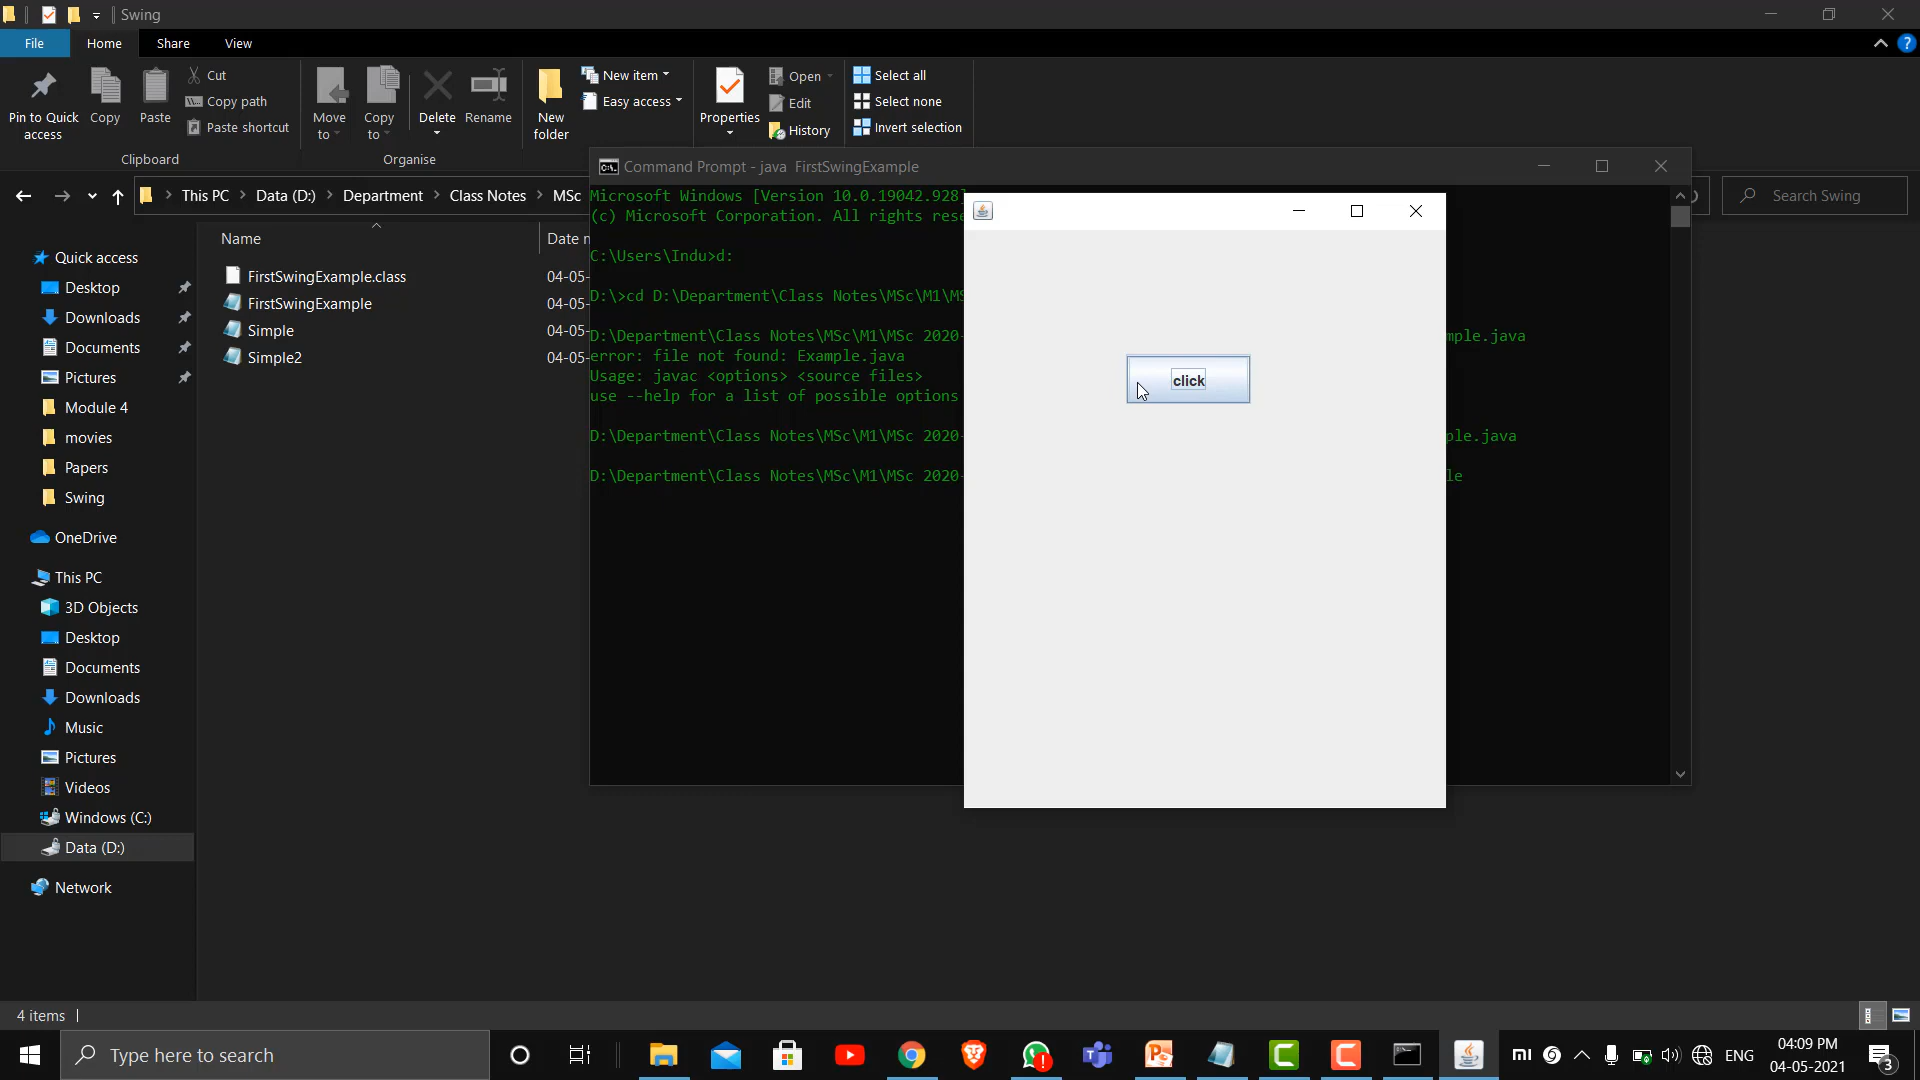 Swing
File Home Share View
Pin to Quick access
Copy
Paste
Cut
Copy path
Paste shortcut
Clipboard
Move to
Copy to
Delete
Rename
Organise
New folder
New item
Easy access
Properties
Open
Edit
History
Select all
Select none
Invert selection
This PC > Data (D:) > Department > Class Notes > MSc
Search Swing
Name
Date n
FirstSwingExample.class 04-05-
FirstSwingExample 04-05-
Simple 04-05-
Simple2 04-05-
Quick access
Desktop
Downloads
Documents
Pictures
Module 4
movies
Papers
Swing
OneDrive
This PC
3D Objects
Desktop
Documents
Downloads
Music
Pictures
Videos
Windows (C:)
Data (D:)
Network
4 items
Command Prompt - java FirstSwingExample
Microsoft Windows [Version 10.0.19042.928]
(c) Microsoft Corporation. All rights rese
C:\Users\Indu>d:
D:\>cd D:\Department\Class Notes\MSc\M1\MS
D:\Department\Class Notes\MSc\M1\MSc 2020- mple.java
error: file not found: Example.java
Usage: javac <options> <source files>
use --help for a list of possible options
D:\Department\Class Notes\MSc\M1\MSc 2020- ple.java
D:\Department\Class Notes\MSc\M1\MSc 2020- le
click
Type here to search
ENG
04:09 PM
04-05-2021
3